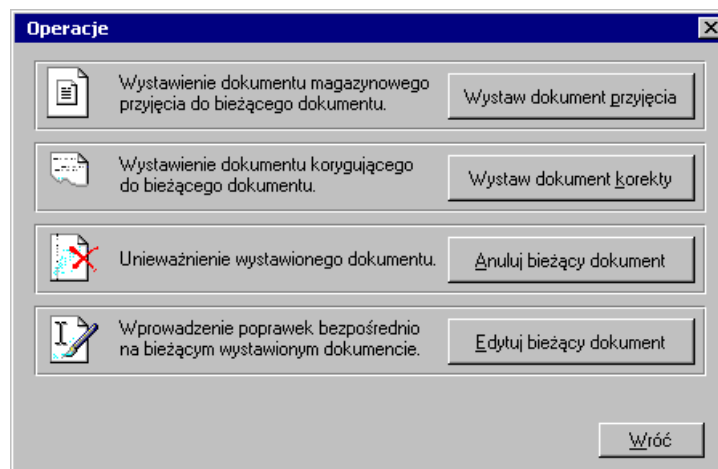 Operacje
Wystawienie dokumentu magazynowego
przyjęcia do bieżącego dokumentu.
Wystaw dokument przyjęcia
Wystawienie dokumentu korygującego
do bieżącego dokumentu.
Wystaw dokument korekty
Unieważnienie wystawionego dokumentu.
Anuluj bieżący dokument
Wprowadzenie poprawek bezpośrednio
na bieżącym wystawionym dokumencie.
Edytuj bieżący dokument
Wróć